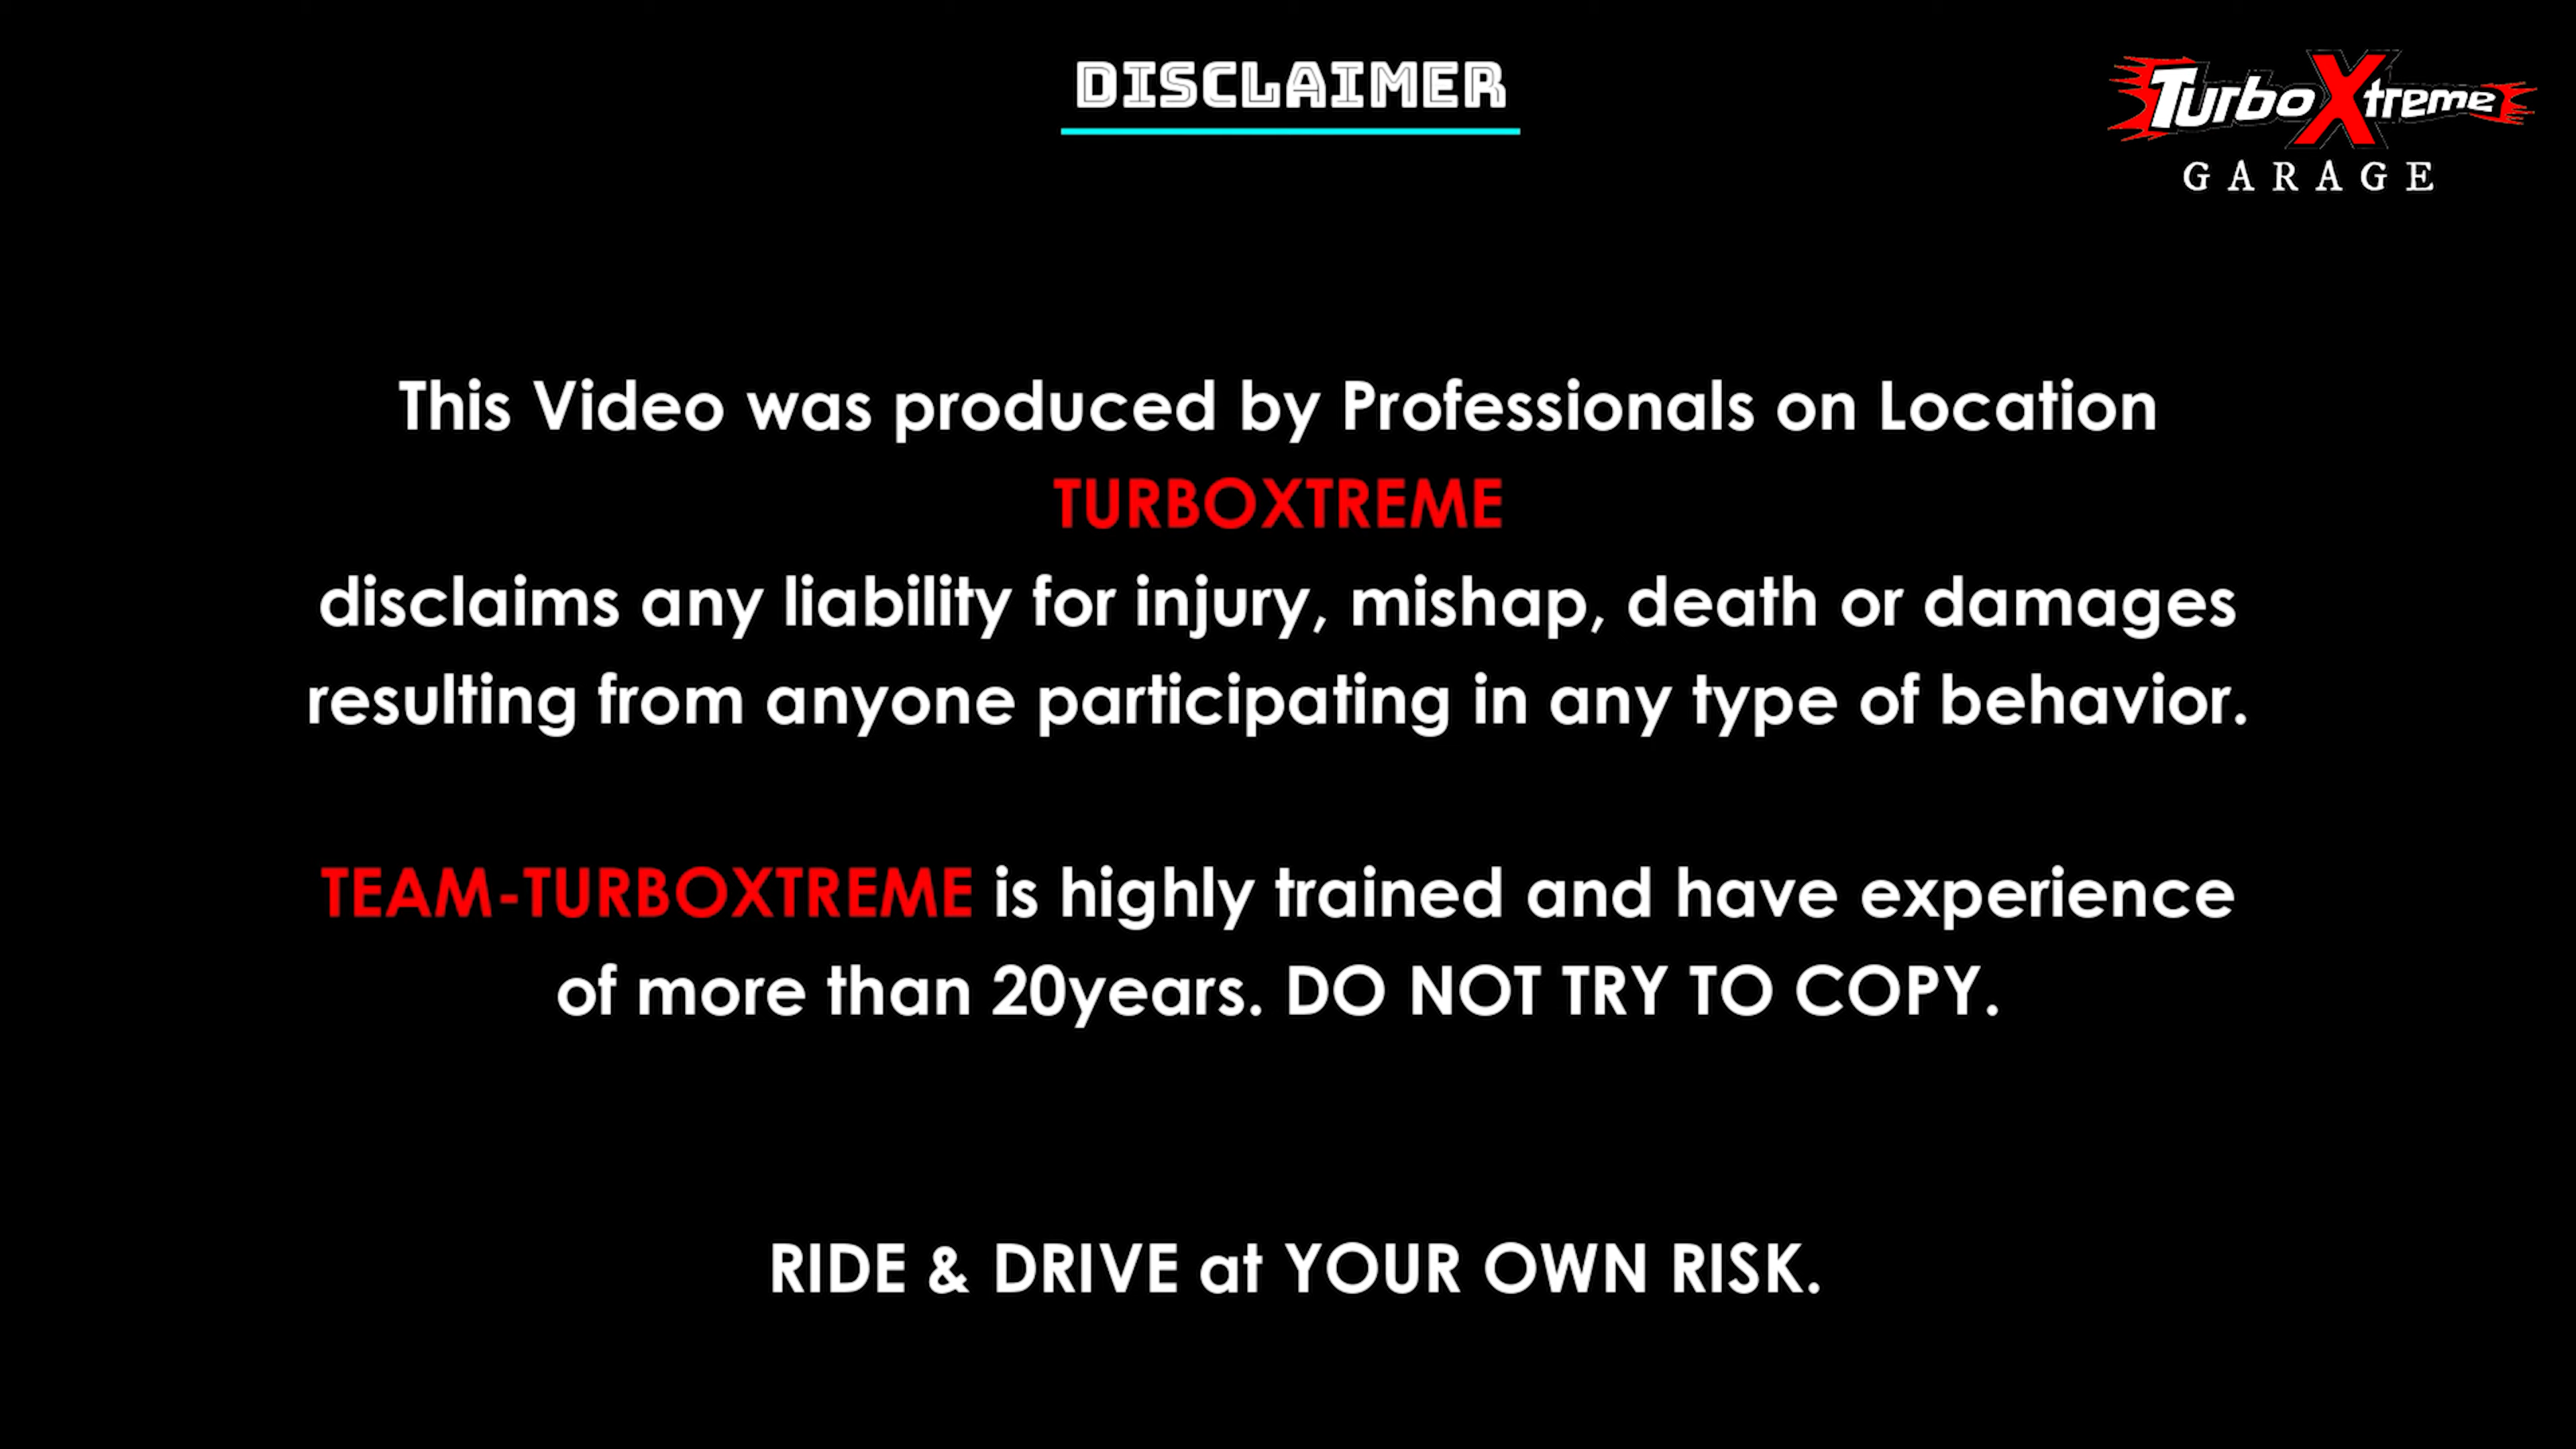 DISCLAIMER
TurboXtreme
GARAGE
This Video was produced by Professionals on Location
TURBOXTREME
disclaims any liability for injury, mishap, death or damages
resulting from anyone participating in any type of behavior.
TEAM-TURBOXTREME is highly trained and have experience
of more than 20years. DO NOT TRY TO COPY.
RIDE & DRIVE at YOUR OWN RISK.